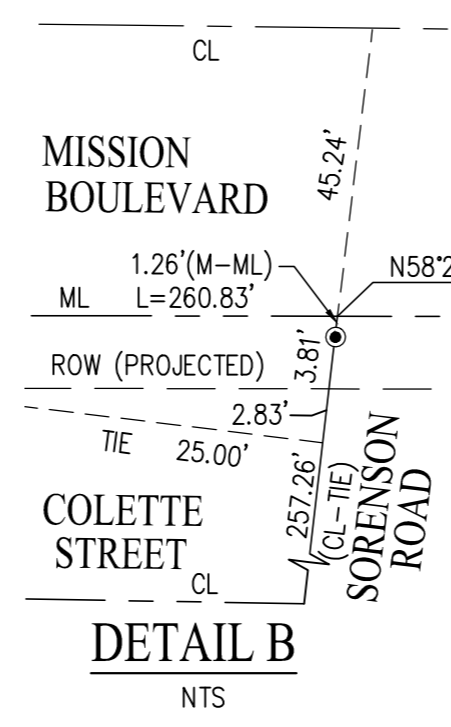 CL
MISSION
BOULEVARD
45.24'
1.26'(M-ML)
N58°2
ML L=260.83'
3.81'
ROW (PROJECTED)
2.83'
TIE 25.00'
257.26'
(CL-TIE)
SORENSON
ROAD
COLETTE
STREET
CL
DETAIL B
NTS